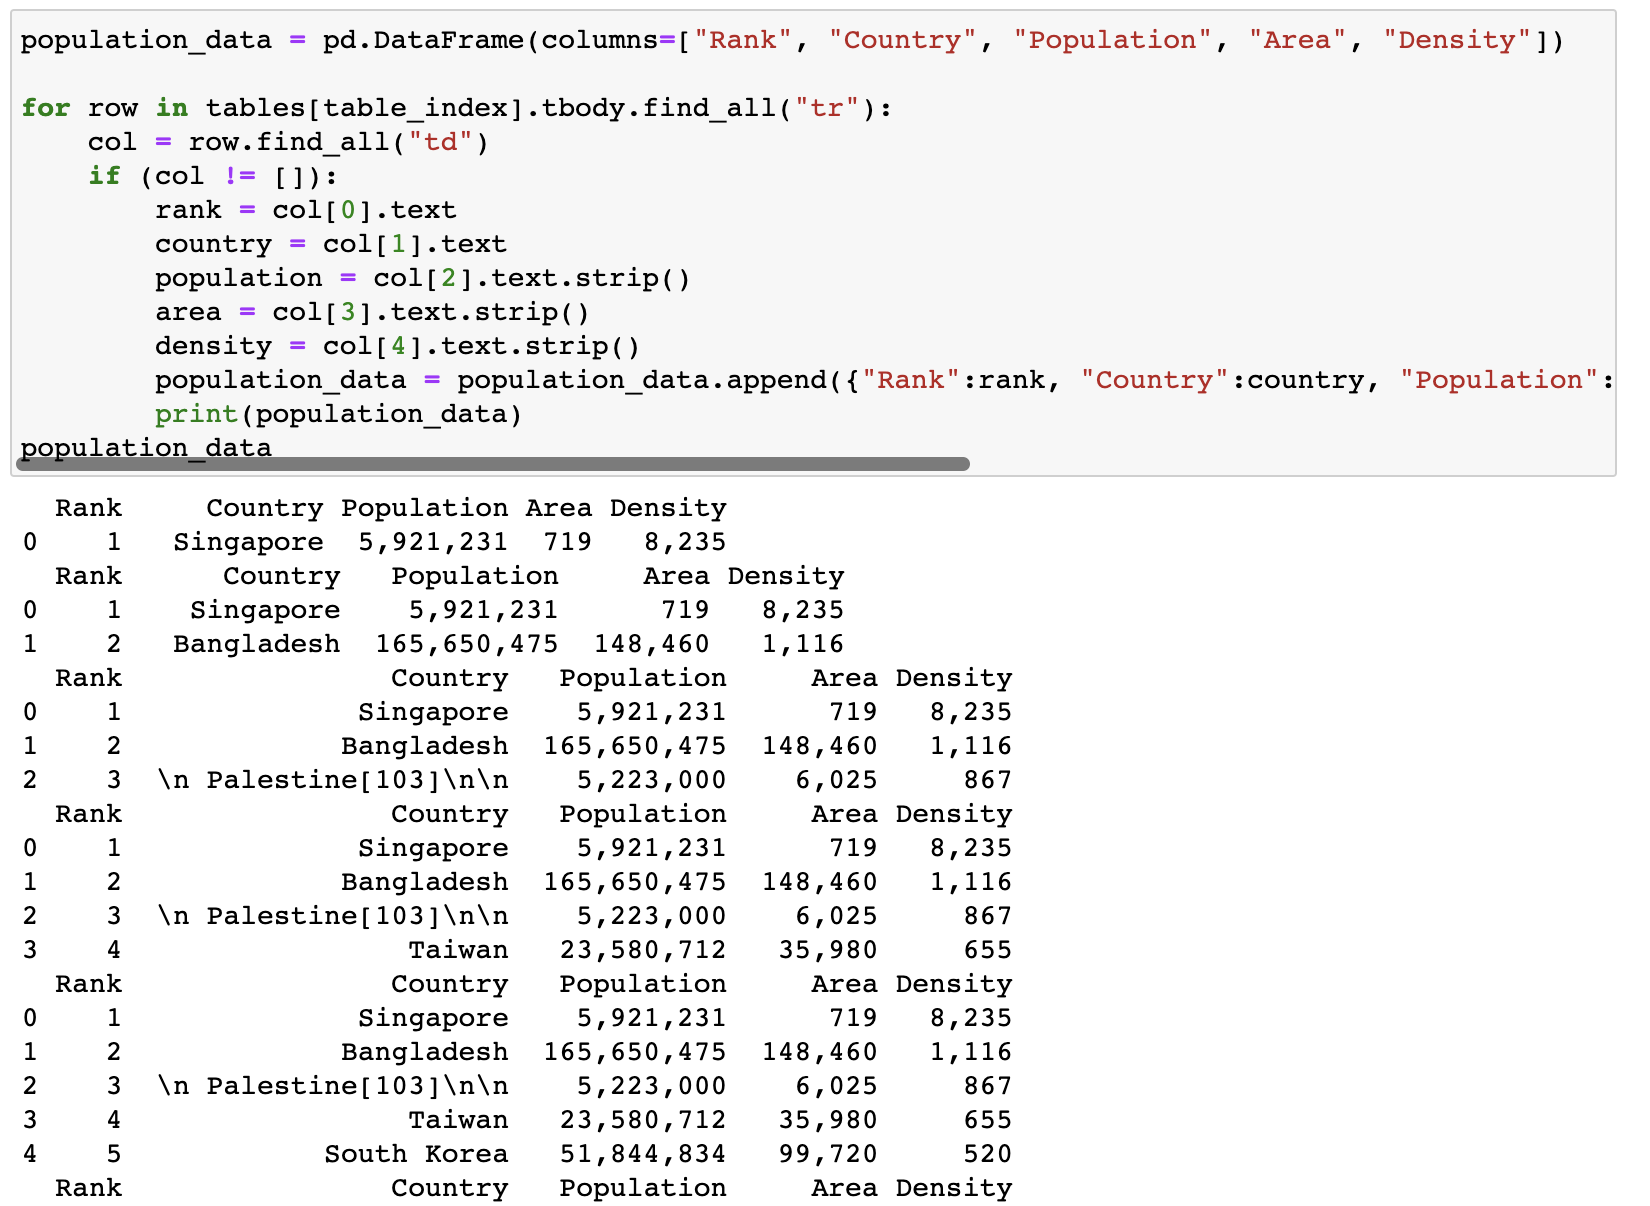 population_data = pd.DataFrame(columns=["Rank", "Country", "Population", "Area", "Density"])
for row in tables[table_index].tbody.find_all("tr"):
    col = row.find_all("td")
    if (col != []):
        rank = col[0].text
        country = col[1].text
        population = col[2].text.strip()
        area = col[3].text.strip()
        density = col[4].text.strip()
        population_data = population_data.append({"Rank":rank, "Country":country, "Population":
        print(population_data)
population_data
Rank Country Population Area Density
0 1 Singapore 5,921,231 719 8,235
Rank Country Population Area Density
0 1 Singapore 5,921,231 719 8,235
1 2 Bangladesh 165,650,475 148,460 1,116
Rank Country Population Area Density
0 1 Singapore 5,921,231 719 8,235
1 2 Bangladesh 165,650,475 148,460 1,116
2 3 \n Palestine[103]\n\n 5,223,000 6,025 867
Rank Country Population Area Density
0 1 Singapore 5,921,231 719 8,235
1 2 Bangladesh 165,650,475 148,460 1,116
2 3 \n Palestine[103]\n\n 5,223,000 6,025 867
3 4 Taiwan 23,580,712 35,980 655
Rank Country Population Area Density
0 1 Singapore 5,921,231 719 8,235
1 2 Bangladesh 165,650,475 148,460 1,116
2 3 \n Palestine[103]\n\n 5,223,000 6,025 867
3 4 Taiwan 23,580,712 35,980 655
4 5 South Korea 51,844,834 99,720 520
Rank Country Population Area Density